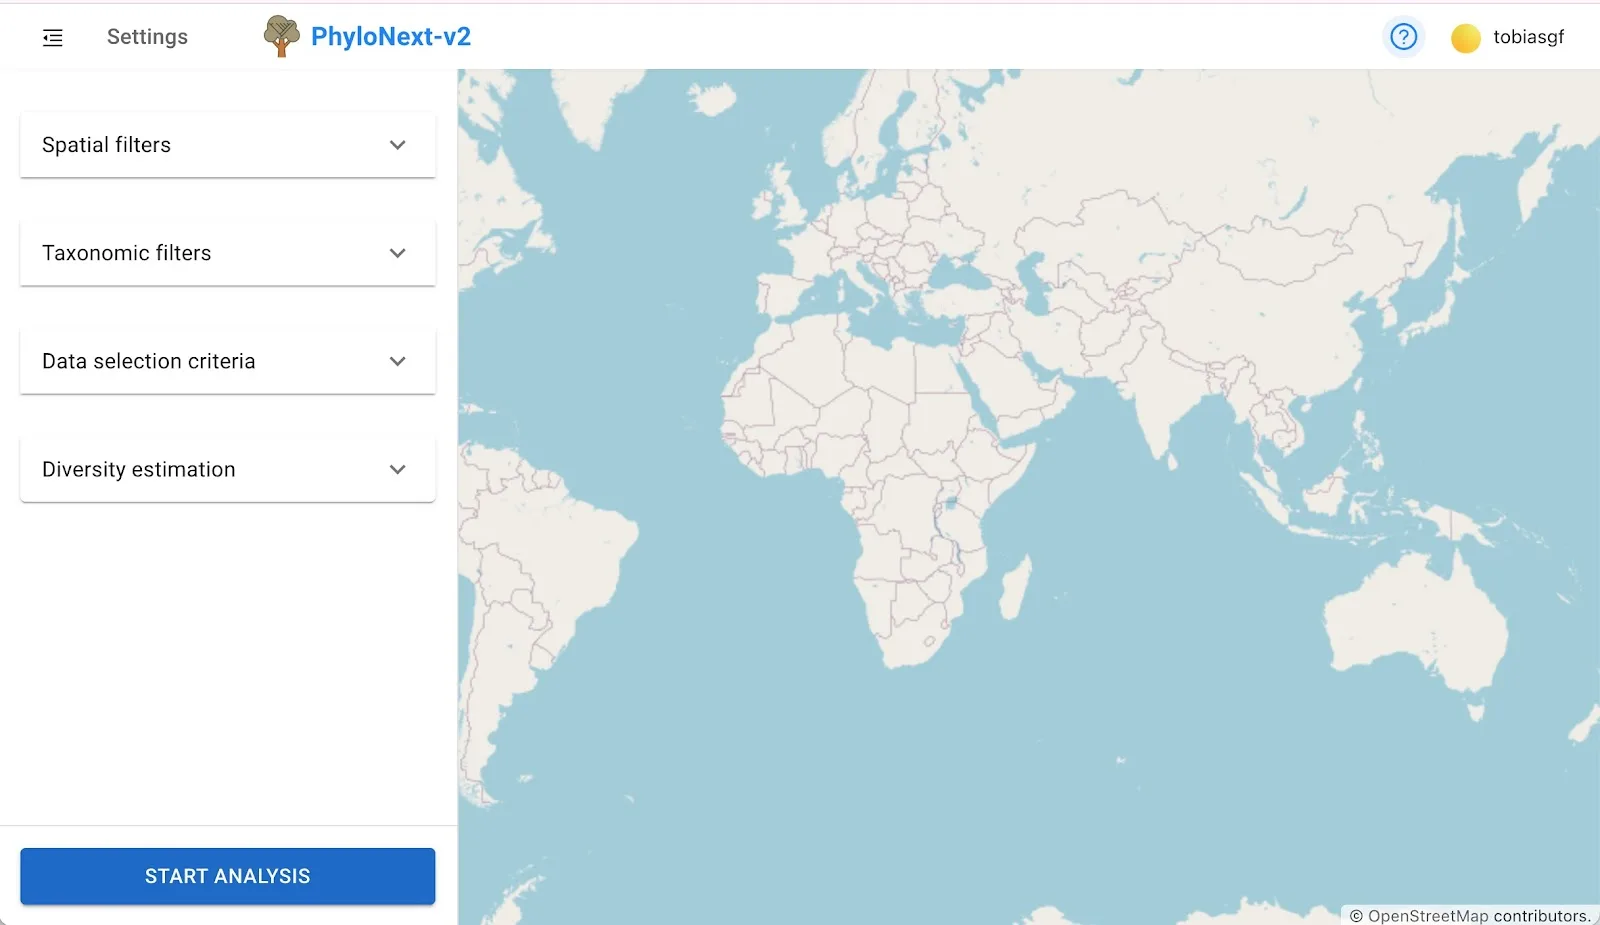 Settings
PhyloNext-v2
tobiasgf
Spatial filters
Taxonomic filters
Data selection criteria
Diversity estimation
START ANALYSIS
© OpenStreetMap contributors.